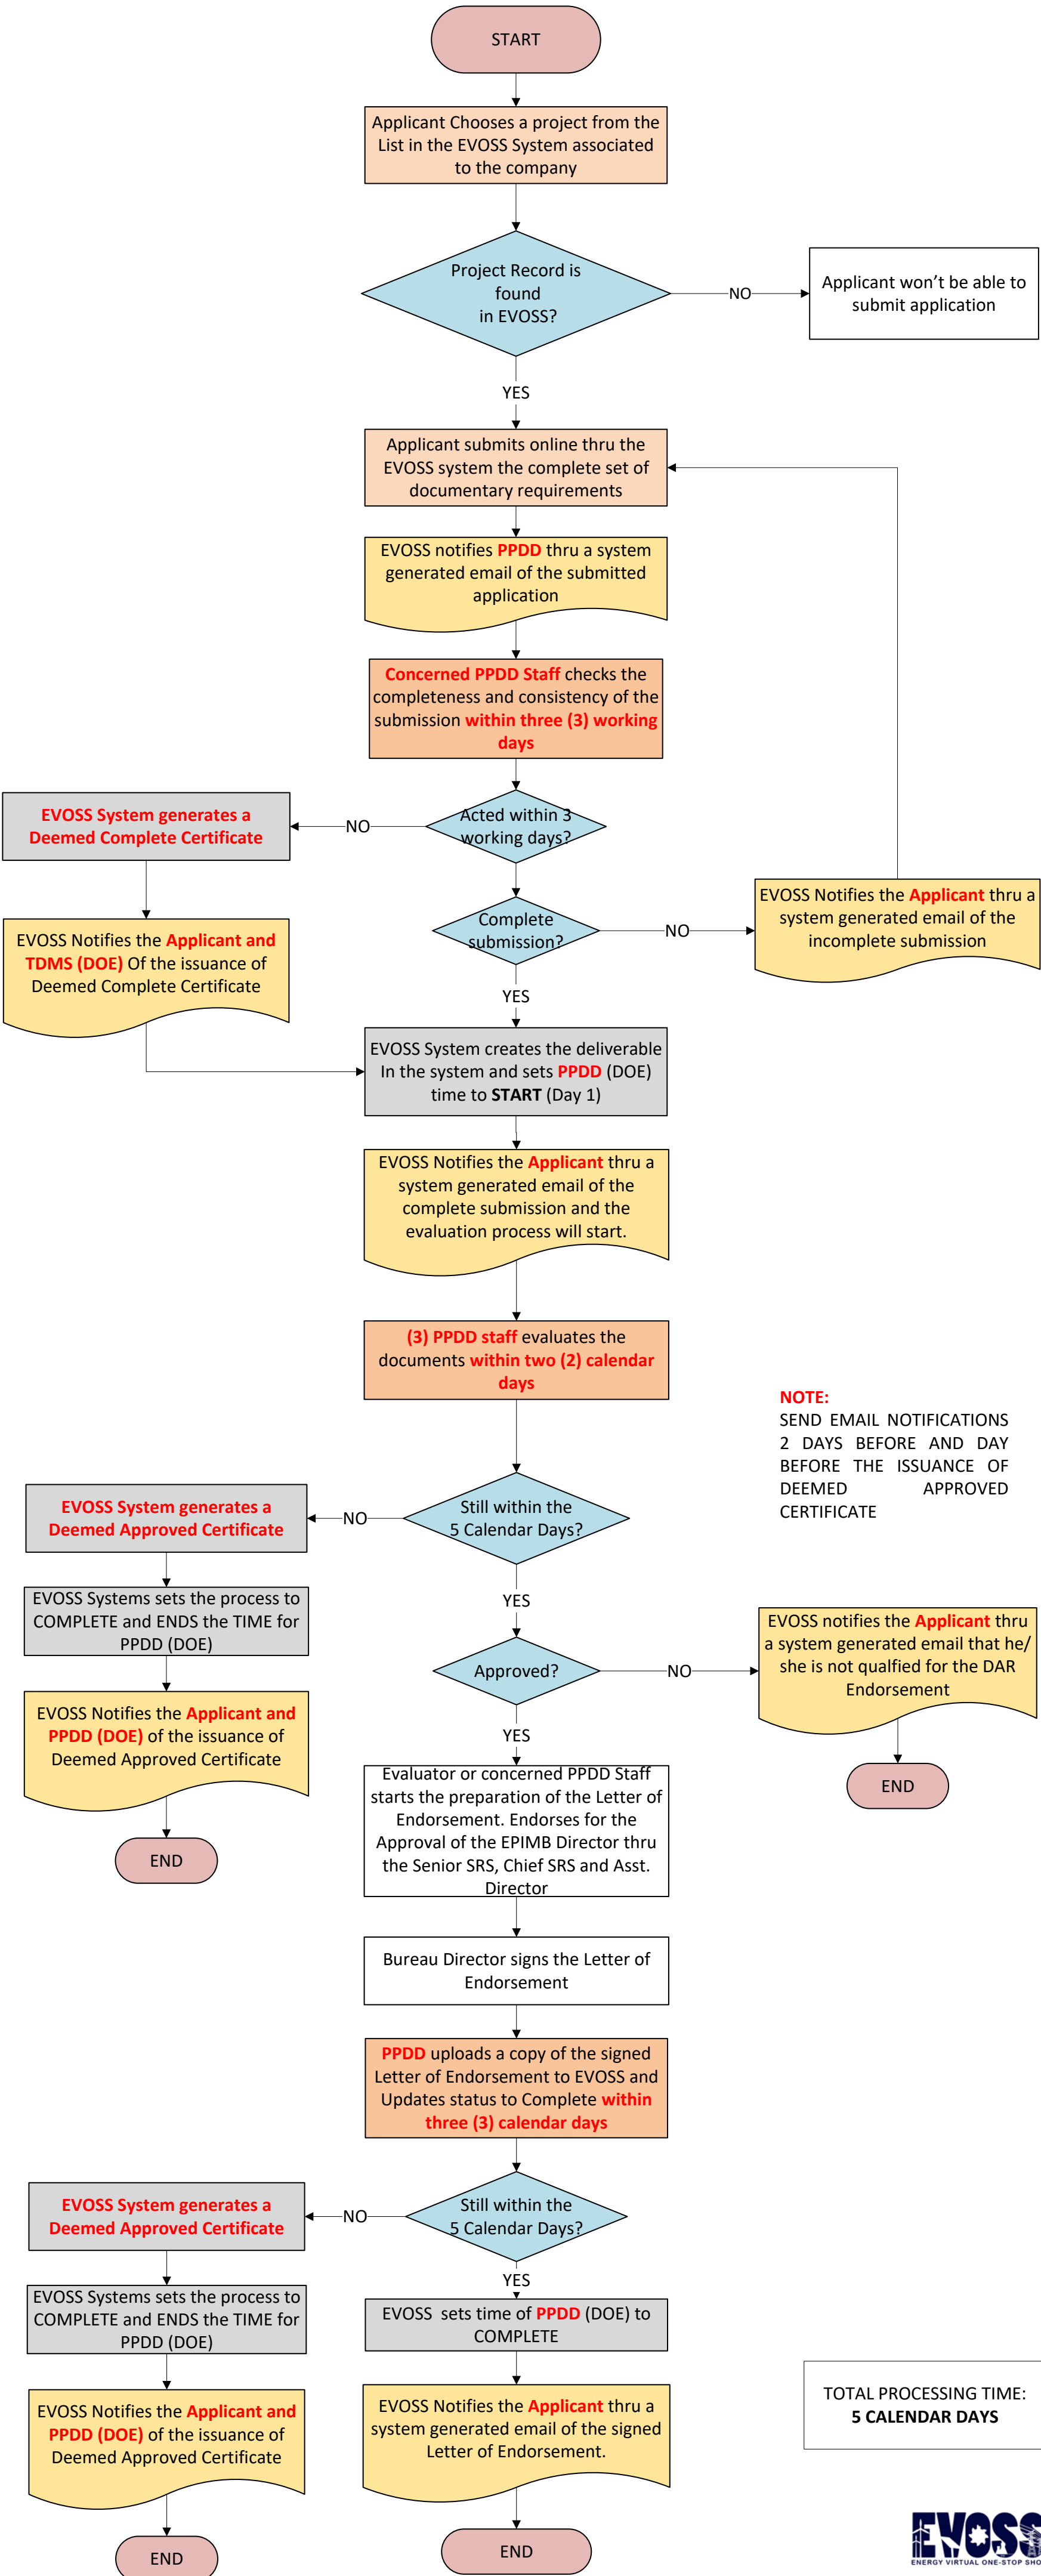 START
Applicant Chooses a project from the
List in the EVOSS System associated
to the company
Project Record is
found
in EVOSS?
NO
Applicant won't be able to
submit application
YES
Applicant submits online thru the
EVOSS system the complete set of
documentary requirements
EVOSS notifies PPDD thru a system
generated email of the submitted
application
Concerned PPDD Staff checks the
completeness and consistency of the
submission within three (3) working
days
Acted within 3
working days?
NO
EVOSS System generates a
Deemed Complete Certificate
EVOSS Notifies the Applicant and
TDMS (DOE) Of the issuance of
Deemed Complete Certificate
Complete
submission?
NO
EVOSS Notifies the Applicant thru a
system generated email of the
incomplete submission
YES
EVOSS System creates the deliverable
In the system and sets PPDD (DOE)
time to START (Day 1)
EVOSS Notifies the Applicant thru a
system generated email of the
complete submission and the
evaluation process will start.
(3) PPDD staff evaluates the
documents within two (2) calendar
days
NOTE:
SEND EMAIL NOTIFICATIONS
2 DAYS BEFORE AND DAY
BEFORE THE ISSUANCE OF
DEEMED APPROVED
CERTIFICATE
Still within the
5 Calendar Days?
NO
EVOSS System generates a
Deemed Approved Certificate
EVOSS Systems sets the process to
COMPLETE and ENDS the TIME for
PPDD (DOE)
EVOSS Notifies the Applicant and
PPDD (DOE) of the issuance of
Deemed Approved Certificate
END
YES
Approved?
NO
EVOSS notifies the Applicant thru
a system generated email that he/
she is not qualfied for the DAR
Endorsement
END
YES
Evaluator or concerned PPDD Staff
starts the preparation of the Letter of
Endorsement. Endorses for the
Approval of the EPIMB Director thru
the Senior SRS, Chief SRS and Asst.
Director
Bureau Director signs the Letter of
Endorsement
PPDD uploads a copy of the signed
Letter of Endorsement to EVOSS and
Updates status to Complete within
three (3) calendar days
Still within the
5 Calendar Days?
NO
EVOSS System generates a
Deemed Approved Certificate
EVOSS Systems sets the process to
COMPLETE and ENDS the TIME for
PPDD (DOE)
EVOSS Notifies the Applicant and
PPDD (DOE) of the issuance of
Deemed Approved Certificate
END
YES
EVOSS sets time of PPDD (DOE) to
COMPLETE
EVOSS Notifies the Applicant thru a
system generated email of the signed
Letter of Endorsement.
END
TOTAL PROCESSING TIME:
5 CALENDAR DAYS
EVOSS
ENERGY VIRTUAL ONE-STOP SHO